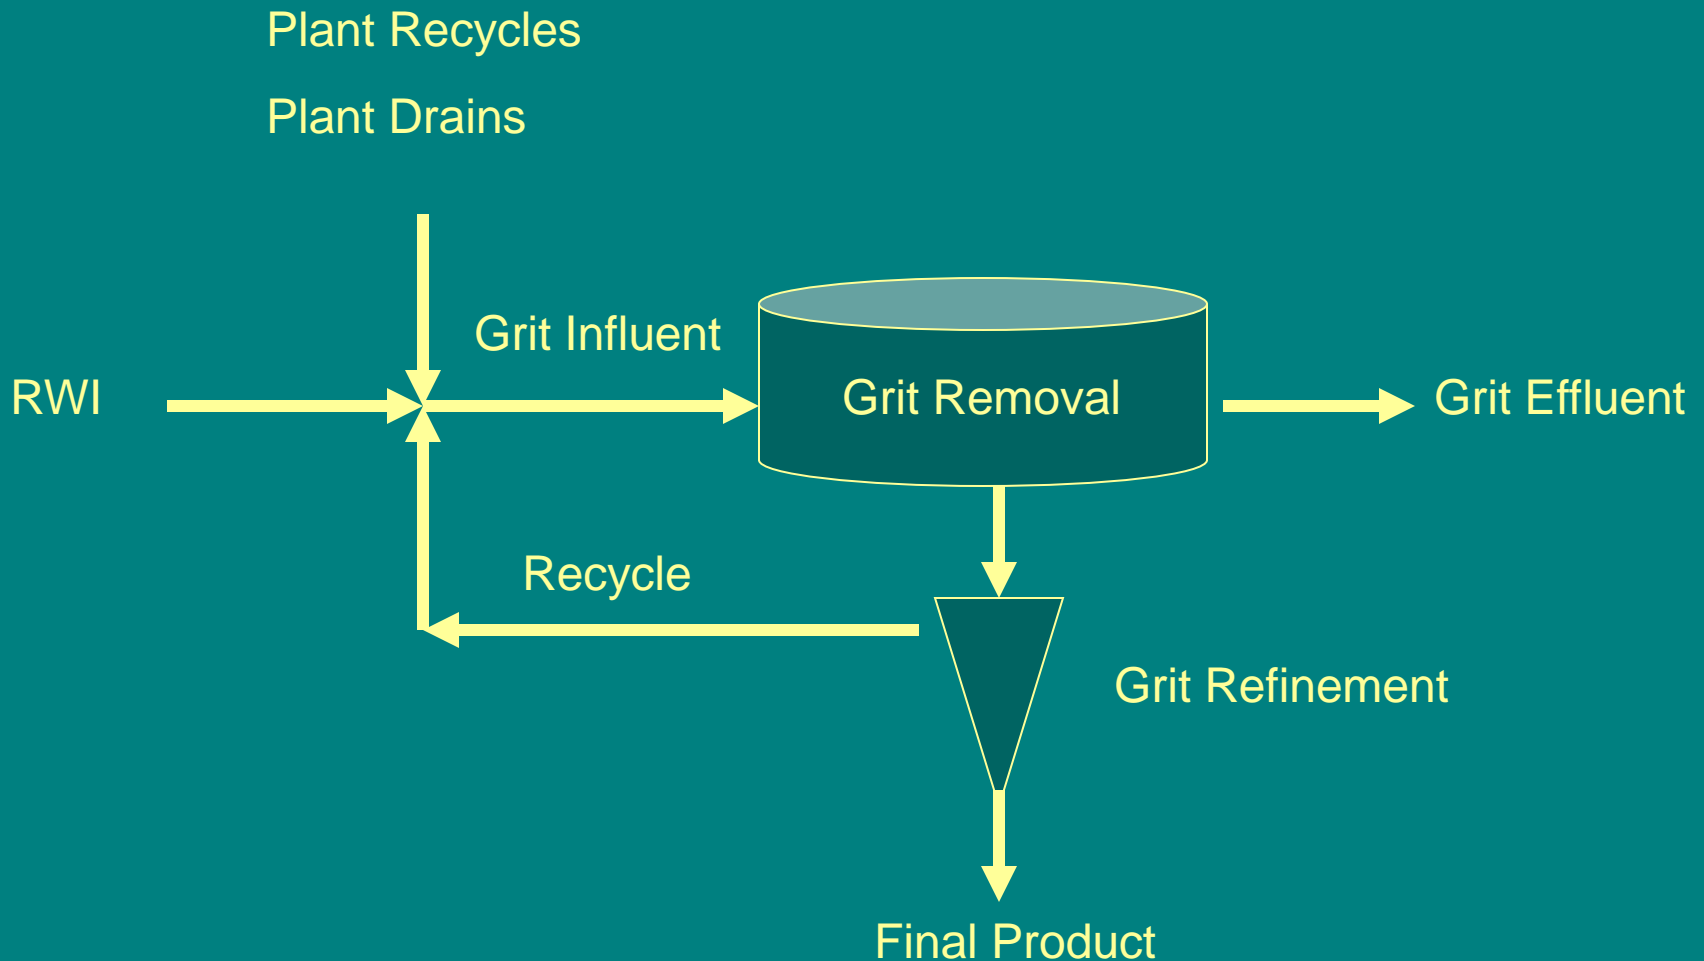 Plant Recycles
Plant Drains
Grit Influent
RWI
Grit Removal
Grit Effluent
Recycle
Grit Refinement
Final Product